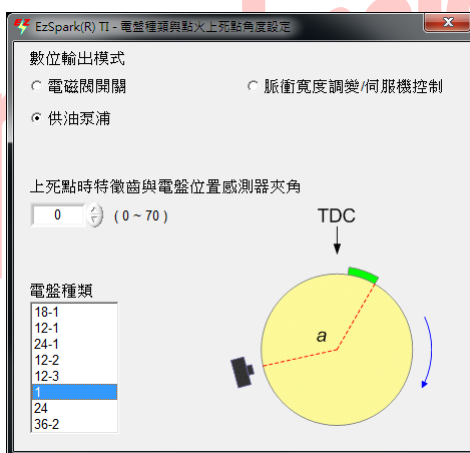 EzSpark(R) TI - 電盤種類與點火上死點角度設定
數位輸出模式
電磁閥開關
脈衝寬度調變/伺服機控制
供油泵浦
上死點時特徵齒與電盤位置感測器夾角
0
( 0 ~ 70 )
TDC
電盤種類
18-1
12-1
24-1
12-2
12-3
1
24
36-2
a